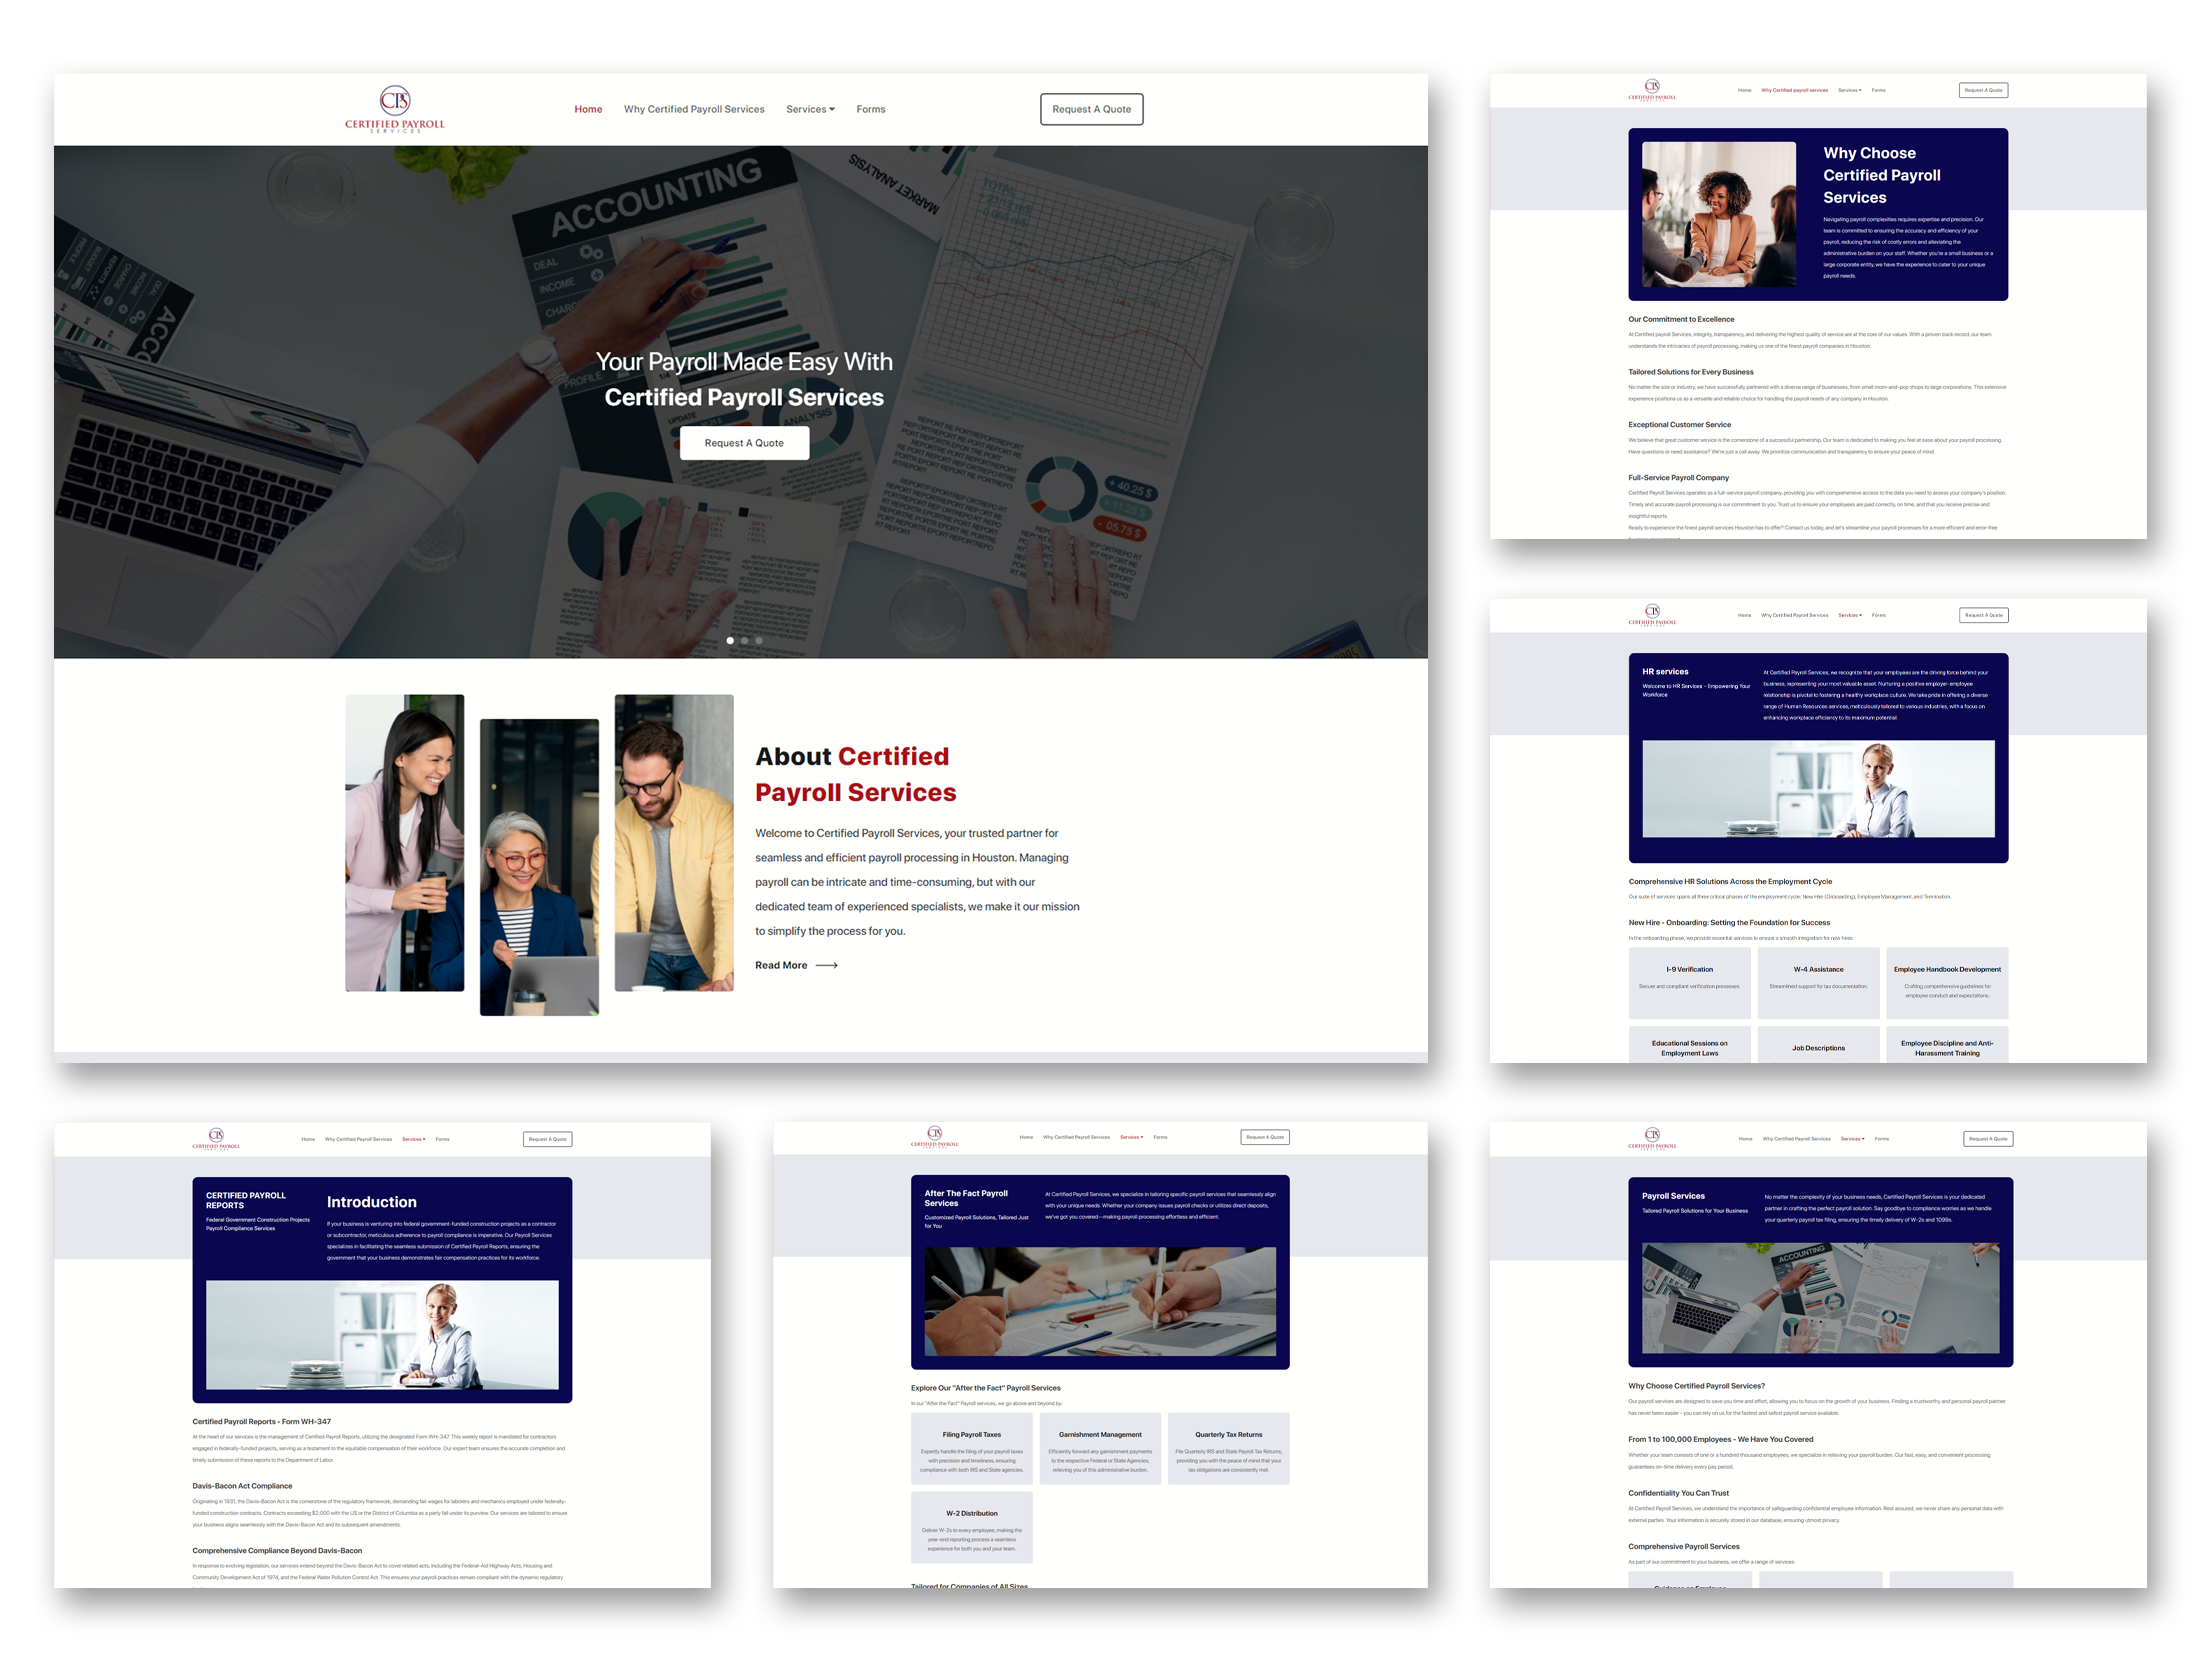 CPS
CERTIFIED PAYROLL
SERVICES
Home
Why Certified Payroll Services
Services
Forms
Request A Quote
ACCOUNTING
MARKET ANALYSIS
DEAL
INCOME
PROFILE
UPDATE
ANALYSIS
+ 40.25 $
+ 11.25 $
- 05.75 $
Your Payroll Made Easy With
Certified Payroll Services
Request A Quote
About Certified
Payroll Services
Welcome to Certified Payroll Services, your trusted partner for
seamless and efficient payroll processing in Houston. Managing
payroll can be intricate and time-consuming, but with our
dedicated team of experienced specialists, we make it our mission
to simplify the process for you.
Read More
CPS
CERTIFIED PAYROLL
SERVICES
Home
Why Certified payroll services
Services
Forms
Request A Quote
Why Choose
Certified Payroll
Services
Navigating payroll complexities requires expertise and precision. Our
team is committed to ensuring the accuracy and efficiency of your
payroll, reducing the risk of costly errors and alleviating the
administrative burden on your staff. Whether you're a small business or a
large corporate entity, we have the experience to cater to your unique
payroll needs.
Our Commitment to Excellence
At Certified payroll Services, integrity, transparency, and delivering the highest quality of service are at the core of our values. With a proven track record, our team
understands the intricacies of payroll processing, making us one of the finest payroll companies in Houston.
Tailored Solutions for Every Business
No matter the size or industry, we have successfully partnered with a diverse range of businesses, from small mom-and-pop shops to large corporations. This extensive
experience positions us as a versatile and reliable choice for handling the payroll needs of any company in Houston.
Exceptional Customer Service
We believe that great customer service is the cornerstone of a successful partnership. Our team is dedicated to making you feel at ease about your payroll processing.
Have questions or need assistance? We're just a call away. We prioritize communication and transparency to ensure your peace of mind.
Full-Service Payroll Company
Certified Payroll Services operates as a full-service payroll company, providing you with comprehensive access to the data you need to assess your company's position.
Timely and accurate payroll processing is our commitment to you. Trust us to ensure your employees are paid correctly, on time, and that you receive precise and
insightful reports.
Ready to experience the finest payroll services Houston has to offer? Contact us today, and let's streamline your payroll processes for a more efficient and error-free
CPS
CERTIFIED PAYROLL
SERVICES
Home
Why Certified Payroll Services
Services
Forms
Request A Quote
HR services
Welcome to HR Services - Empowering Your
Workforce
At Certified Payroll Services, we recognize that your employees are the driving force behind your
business, representing your most valuable asset. Nurturing a positive employer-employee
relationship is pivotal to fostering a healthy workplace culture. We take pride in offering a diverse
range of Human Resources services, meticulously tailored to various industries, with a focus on
enhancing workplace efficiency to its maximum potential.
Comprehensive HR Solutions Across the Employment Cycle
Our suite of services spans all three critical phases of the employment cycle: New Hire (Onboarding), Employee Management, and Termination.
New Hire - Onboarding: Setting the Foundation for Success
In the onboarding phase, we provide essential services to ensure a smooth integration for new hires:
I-9 Verification
Secure and compliant verification processes.
W-4 Assistance
Streamlined support for tax documentation.
Employee Handbook Development
Crafting comprehensive guidelines for
employee conduct and expectations.
Educational Sessions on
Employment Laws
Job Descriptions
Employee Discipline and Anti-
Harassment Training
CPS
CERTIFIED PAYROLL
SERVICES
Home
Why Certified Payroll Services
Services
Forms
Request A Quote
CERTIFIED PAYROLL
REPORTS
Federal Government Construction Projects
Payroll Compliance Services
Introduction
If your business is venturing into federal government-funded construction projects as a contractor
or subcontractor, meticulous adherence to payroll compliance is imperative. Our Payroll Services
specializes in facilitating the seamless submission of Certified Payroll Reports, ensuring the
government that your business demonstrates fair compensation practices for its workforce.
Certified Payroll Reports - Form WH-347
At the heart of our services is the management of Certified Payroll Reports, utilizing the designated Form WH-347. This weekly report is mandated for contractors
engaged in federally-funded projects, serving as a testament to the equitable compensation of their workforce. Our expert team ensures the accurate completion and
timely submission of these reports to the Department of Labor.
Davis-Bacon Act Compliance
Originating in 1931, the Davis-Bacon Act is the cornerstone of the regulatory framework, demanding fair wages for laborers and mechanics employed under federally-
funded construction contracts. Contracts exceeding $2,000 with the US or the District of Columbia as a party fall under its purview. Our services are tailored to ensure
your business aligns seamlessly with the Davis-Bacon Act and its subsequent amendments.
Comprehensive Compliance Beyond Davis-Bacon
In response to evolving legislation, our services extend beyond the Davis-Bacon Act to cover related acts, including the Federal-Aid Highway Acts, Housing and
Community Development Act of 1974, and the Federal Water Pollution Control Act. This ensures your payroll practices remain compliant with the dynamic regulatory
CPS
CERTIFIED PAYROLL
SERVICES
Home
Why Certified Payroll Services
Services
Forms
Request A Quote
After The Fact Payroll
Services
Customized Payroll Solutions, Tailored Just
for You
At Certified Payroll Services, we specialize in tailoring specific payroll services that seamlessly align
with your unique needs. Whether your company issues payroll checks or utilizes direct deposits,
we've got you covered—making payroll processing effortless and efficient.
Explore Our "After the Fact" Payroll Services
In our "After the Fact" Payroll services, we go above and beyond by:
Filing Payroll Taxes
Expertly handle the filing of your payroll taxes
with precision and timeliness, ensuring
compliance with both IRS and State agencies.
Garnishment Management
Efficiently forward any garnishment payments
to the respective Federal or State Agencies,
relieving you of this administrative burden.
Quarterly Tax Returns
File Quarterly IRS and State Payroll Tax Returns,
providing you with the peace of mind that your
tax obligations are consistently met.
W-2 Distribution
Deliver W-2s to every employee, making the
year-end reporting process a seamless
experience for both you and your team.
Tailored for Companies of All Sizes
CPS
CERTIFIED PAYROLL
SERVICES
Home
Why Certified Payroll Services
Services
Forms
Request A Quote
Payroll Services
Tailored Payroll Solutions for Your Business
No matter the complexity of your business needs, Certified Payroll Services is your dedicated
partner in crafting the perfect payroll solution. Say goodbye to compliance worries as we handle
your quarterly payroll tax filing, ensuring the timely delivery of W-2s and 1099s.
ACCOUNTING
Why Choose Certified Payroll Services?
Our payroll services are designed to save you time and effort, allowing you to focus on the growth of your business. Finding a trustworthy and personal payroll partner
has never been easier - you can rely on us for the fastest and safest payroll service available.
From 1 to 100,000 Employees - We Have You Covered
Whether your team consists of one or a hundred thousand employees, we specialize in relieving your payroll burden. Our fast, easy, and convenient processing
guarantees on-time delivery every pay period.
Confidentiality You Can Trust
At Certified Payroll Services, we understand the importance of safeguarding confidential employee information. Rest assured, we never share any personal data with
external parties. Your information is securely stored in our database, ensuring utmost privacy.
Comprehensive Payroll Services
As part of our commitment to your business, we offer a range of services: